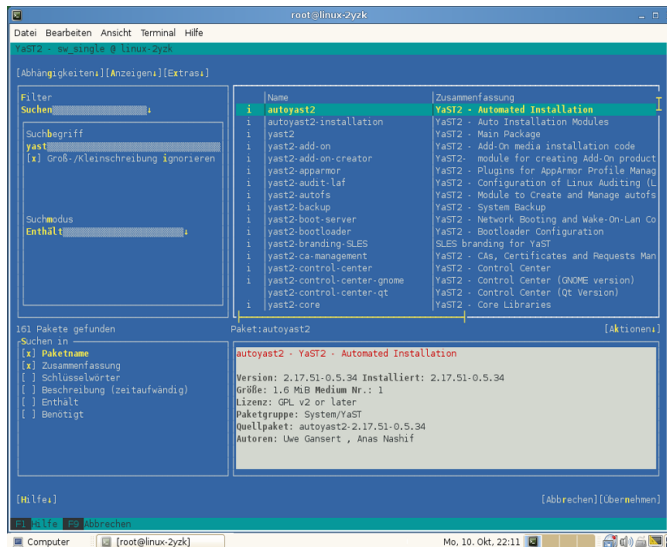 root@linux-2yzk
Datei Bearbeiten Ansicht Terminal Hilfe
YaST2 - sw_single @ linux-2yzk
[Abhängigkeiten↓][Anzeigen↓][Extras↓]
Filter
Suchen ↓
Suchbegriff
yast
[x] Groß-/Kleinschreibung ignorieren
Suchmodus
Enthält ↓
Name Zusammenfassung
i autoyast2 YaST2 - Automated Installation
i autoyast2-installation YaST2 - Auto Installation Modules
i yast2 YaST2 - Main Package
i yast2-add-on YaST2 - Add-On media installation code
i yast2-add-on-creator YaST2- module for creating Add-On product
i yast2-apparmor YaST2 - Plugins for AppArmor Profile Manag
i yast2-audit-laf YaST2 - Configuration of Linux Auditing (L
i yast2-autofs YaST2 - Module to Create and Manage autofs
i yast2-backup YaST2 - System Backup
i yast2-boot-server YaST2 - Network Booting and Wake-On-Lan Co
i yast2-bootloader YaST2 - Bootloader Configuration
i yast2-branding-SLES SLES branding for YaST
i yast2-ca-management YaST2 - CAs, Certificates and Requests Man
i yast2-control-center YaST2 - Control Center
i yast2-control-center-gnome YaST2 - Control Center (GNOME version)
yast2-control-center-qt YaST2 - Control Center (Qt Version)
i yast2-core YaST2 - Core Libraries
161 Pakete gefunden
Paket:autoyast2 [Aktionen↓]
Suchen in
[x] Paketname
[x] Zusammenfassung
[ ] Schlüsselwörter
[ ] Beschreibung (zeitaufwändig)
[ ] Enthält
[ ] Benötigt
autoyast2 - YaST2 - Automated Installation
Version: 2.17.51-0.5.34 Installiert: 2.17.51-0.5.34
Größe: 1.6 MiB Medium Nr.: 1
Lizenz: GPL v2 or later
Paketgruppe: System/YaST
Quellpaket: autoyast2-2.17.51-0.5.34
Autoren: Uwe Gansert , Anas Nashif
[Hilfe↓] [Abbrechen][Übernehmen]
F1 Hilfe F9 Abbrechen
Computer [root@linux-2yzk] Mo, 10. Okt, 22:11